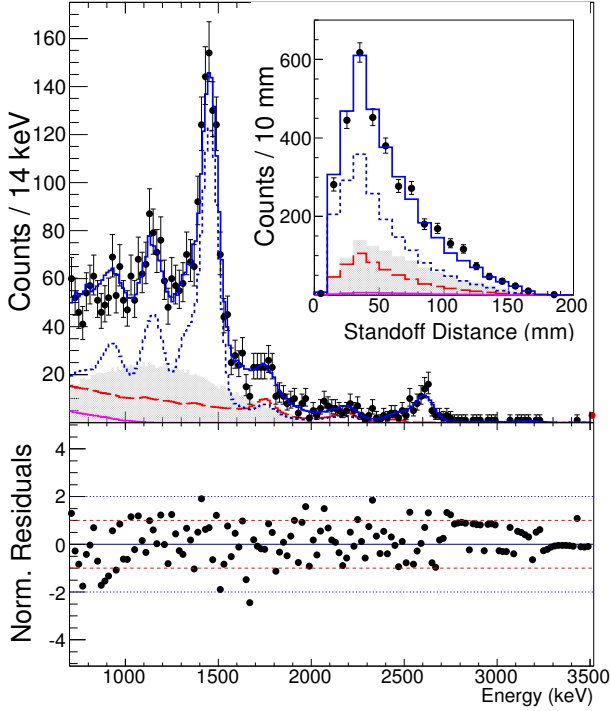 160
140
120
100
80
60
40
20
Counts / 14 keV
600
400
200
Counts / 10 mm
0 50 100 150 200
Standoff Distance (mm)
4
2
0
-2
-4
Norm. Residuals
1000 1500 2000 2500 3000 3500
Energy (keV)